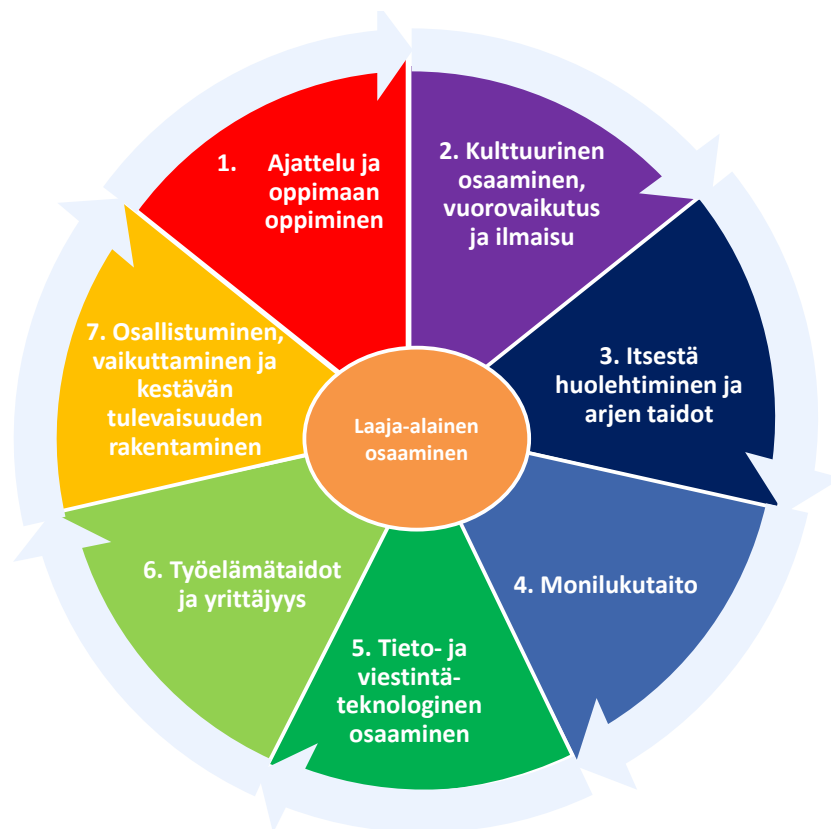 1. Ajattelu ja
oppimaan
oppiminen
2. Kulttuurinen
osaaminen,
vuorovaikutus
ja ilmaisu
3. Itsestä
huolehtiminen ja
arjen taidot
4. Monilukutaito
5. Tieto- ja
viestintä-
teknologinen
osaaminen
6. Työelämätaidot
ja yrittäjyys
7. Osallistuminen,
vaikuttaminen ja
kestävän
tulevaisuuden
rakentaminen
Laaja-alainen
osaaminen